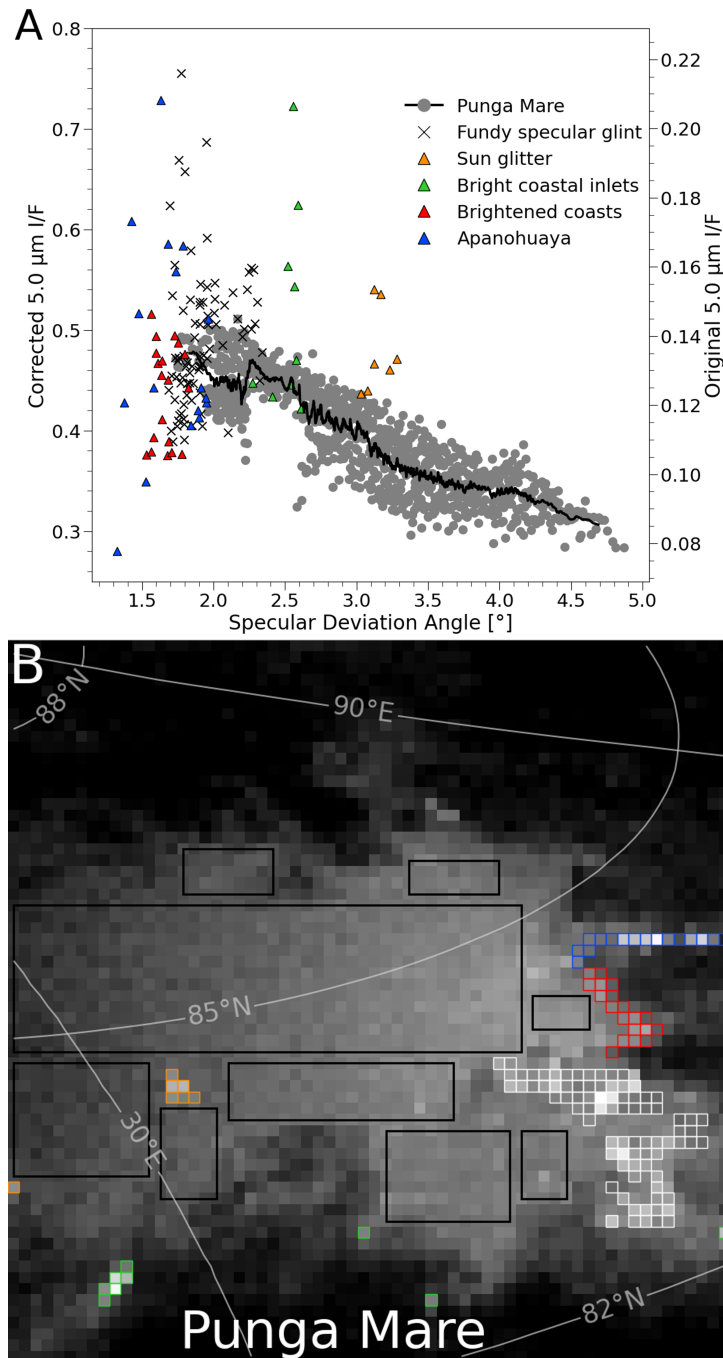 A
0.8
0.7
0.6
0.5
0.4
0.3
Corrected 5.0 μm I/F
0.22
0.20
0.18
0.16
0.14
0.12
0.10
0.08
Original 5.0 μm I/F
Punga Mare
Fundy specular glint
Sun glitter
Bright coastal inlets
Brightened coasts
Apanohuaya
1.5 2.0 2.5 3.0 3.5 4.0 4.5 5.0
Specular Deviation Angle [°]
B
88°N
90°E
85°N
30°E
82°N
Punga Mare